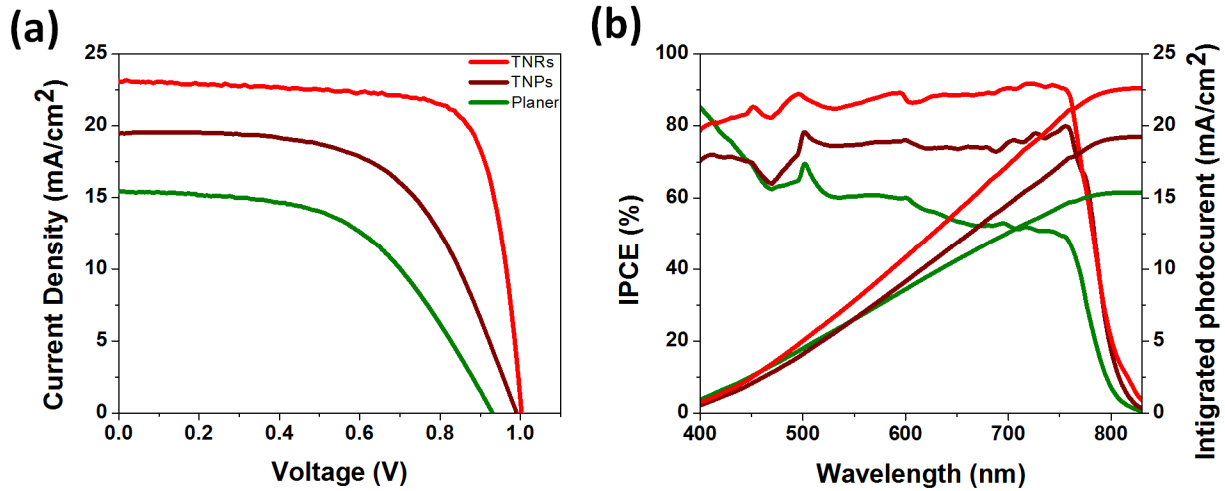 (a)
25
20
15
10
5
0
0.0 0.2 0.4 0.6 0.8 1.0
Current Density (mA/cm²)
Voltage (V)
TNRs
TNPs
Planer
(b)
100
80
60
40
20
0
400 500 600 700 800
IPCE (%)
Wavelength (nm)
25
20
15
10
5
0
Intigrated photocurent (mA/cm²)